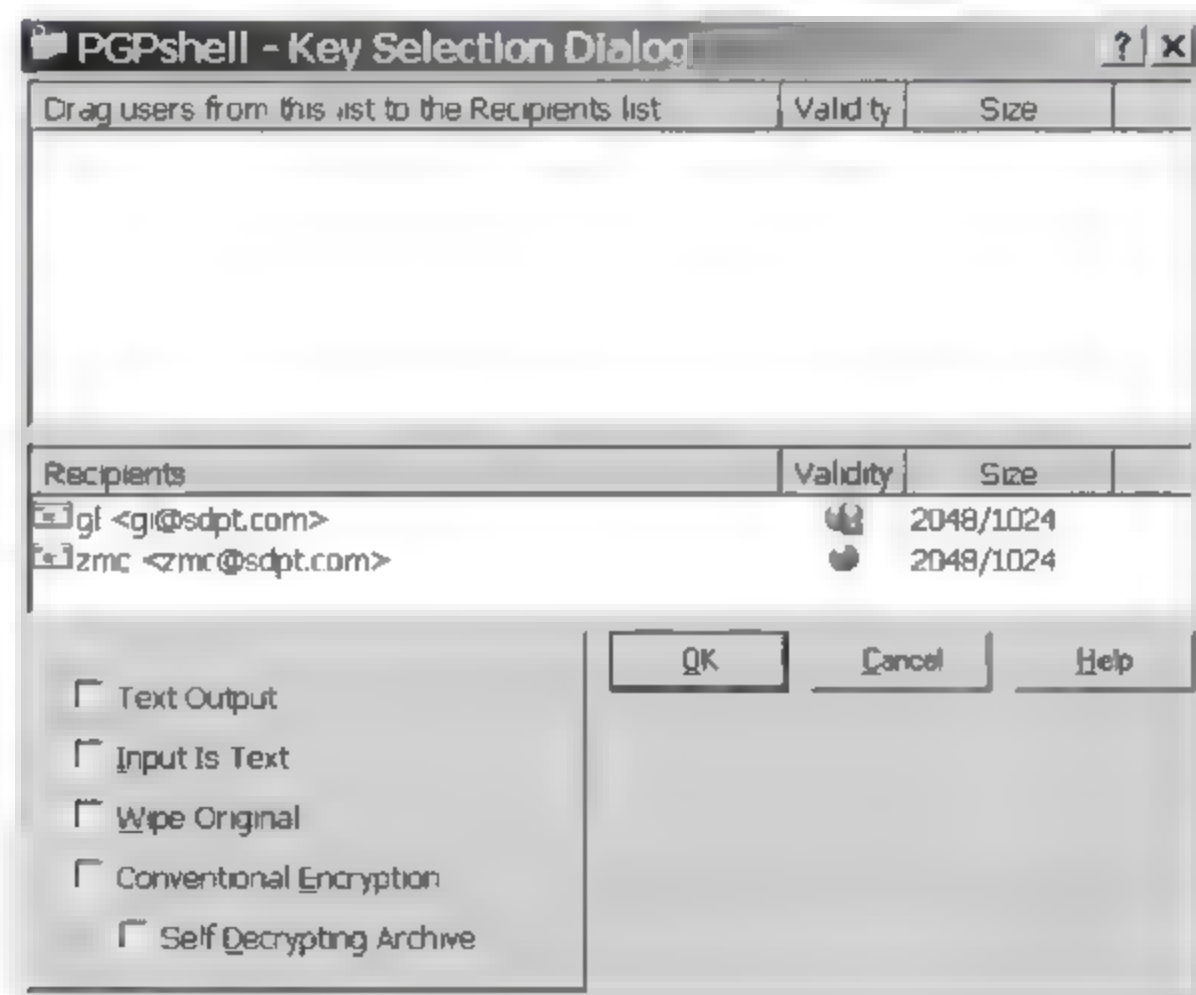 PGPshell - Key Selection Dialog
Drag users from this list to the Recipients list Validity Size
Recipients Validity Size
zmc <zmc@sdpt.com> 2048/1024
2048/1024
OK Cancel Help
Text Output
Input Is Text
Wipe Original
Conventional Encryption
Self Decrypting Archive